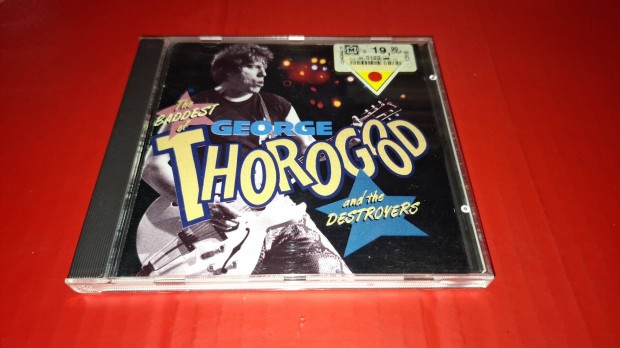 The
BADDEST
of
GEORGE
THOROGOOD
and the
DESTROYERS
M
19,